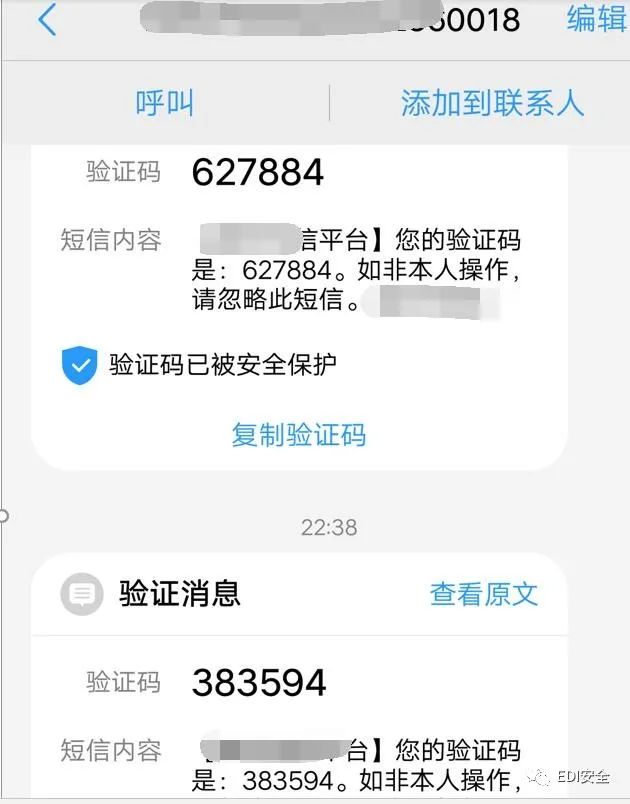 60018
编辑
呼叫
添加到联系人
验证码 627884
短信内容
信平台】您的验证码
是：627884。如非本人操作，
请忽略此短信。
验证码已被安全保护
复制验证码
22:38
验证消息
查看原文
验证码 383594
短信内容
台】您的验证码
是：383594。如非本人操作，
EDI安全